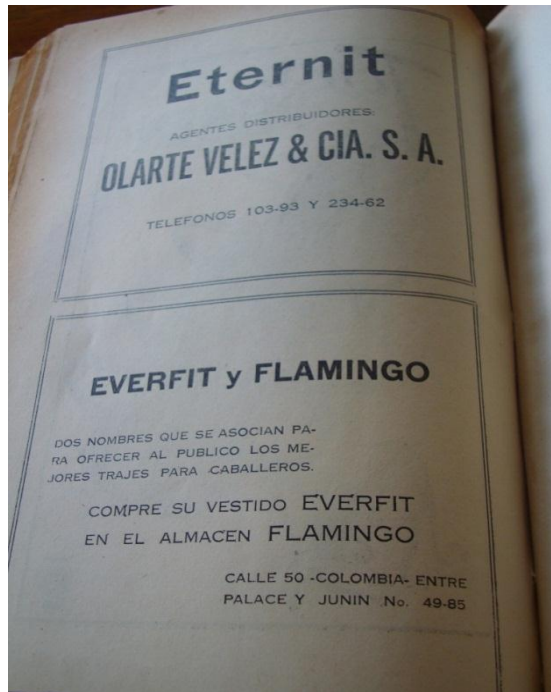 Eternit
AGENTES DISTRIBUIDORES:
OLARTE VELEZ & CIA. S. A.
TELEFONOS 103-93 Y 234-62
EVERFIT y FLAMINGO
DOS NOMBRES QUE SE ASOCIAN PA-
RA OFRECER AL PUBLICO LOS ME-
JORES TRAJES PARA CABALLEROS.
COMPRE SU VESTIDO EVERFIT
EN EL ALMACEN FLAMINGO
CALLE 50 -COLOMBIA- ENTRE
PALACE Y JUNIN No. 49-85